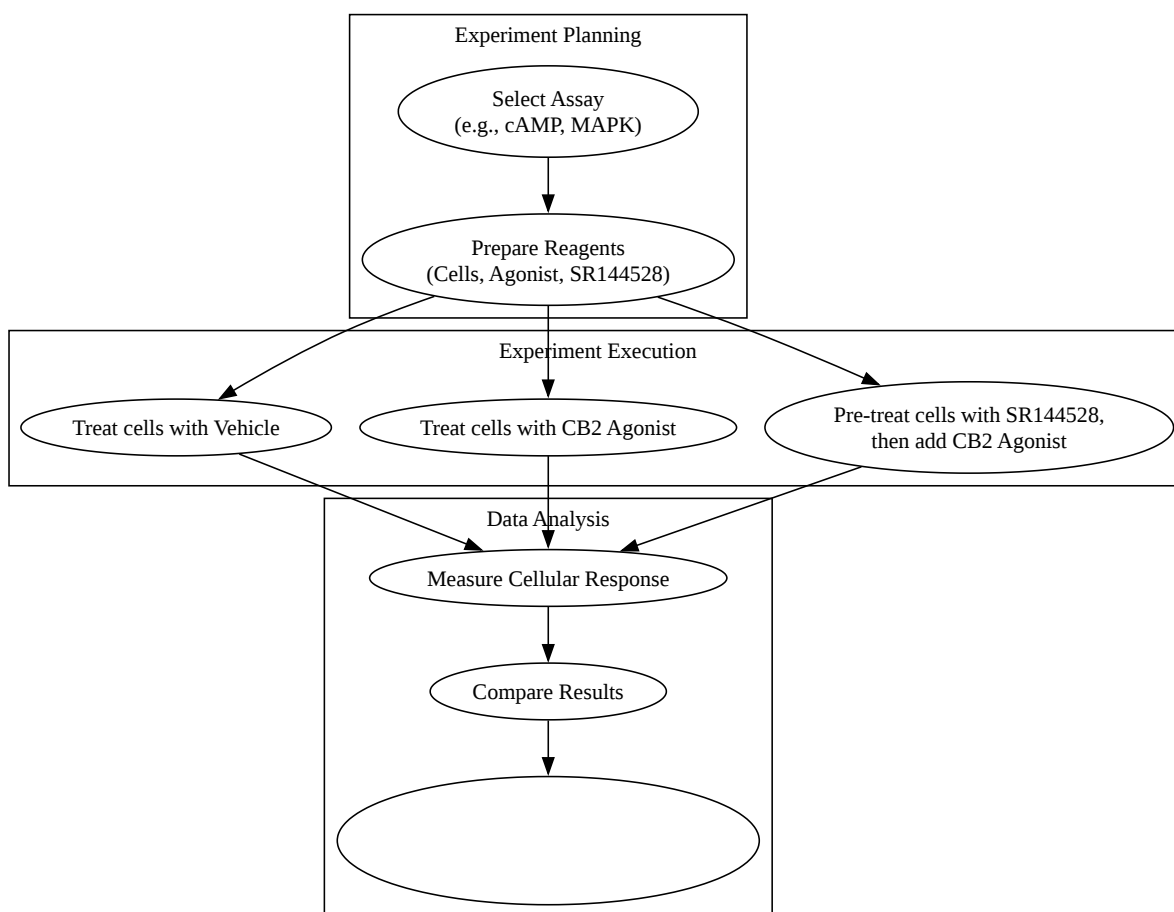 Experiment Planning
Select Assay
(e.g., cAMP, MAPK)
Prepare Reagents
(Cells, Agonist, SR144528)
Experiment Execution
Treat cells with Vehicle
Treat cells with CB2 Agonist
Pre-treat cells with SR144528,
then add CB2 Agonist
Data Analysis
Measure Cellular Response
Compare Results